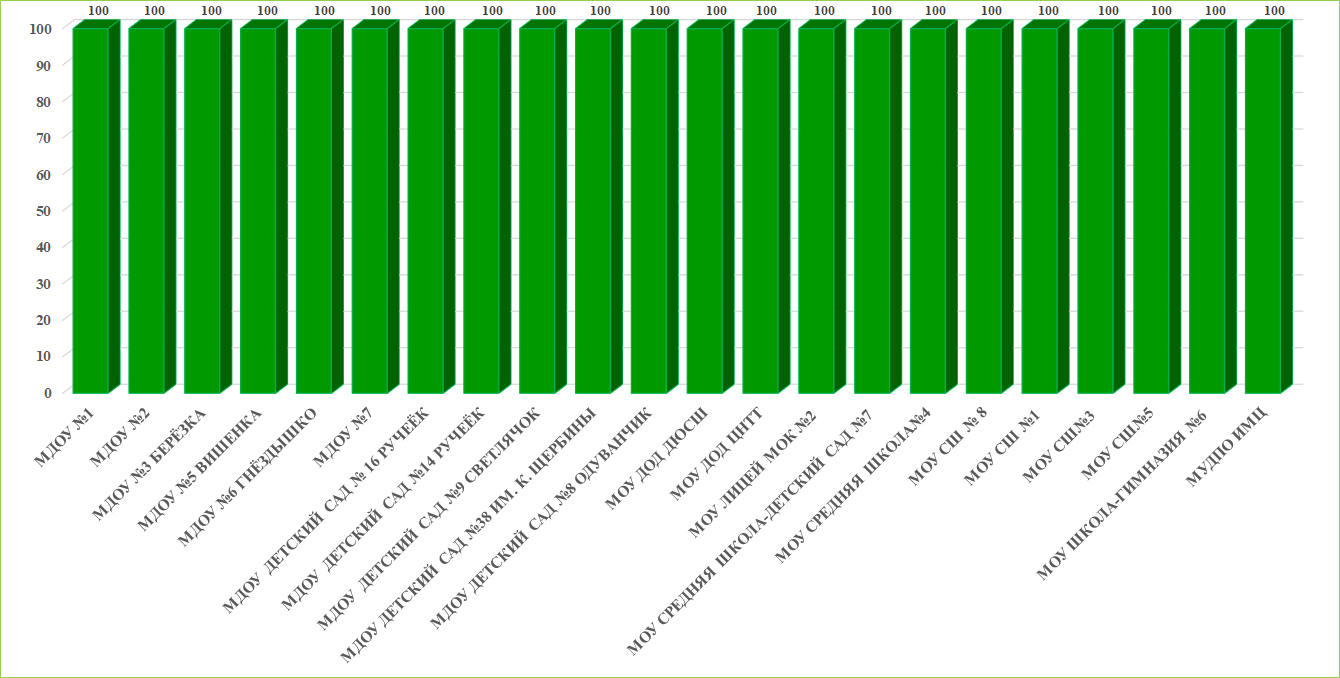 100 100 100 100 100 100 100 100 100 100 100 100 100 100 100 100 100 100 100 100 100 100
100
90
80
70
60
50
40
30
20
10
0
МДОУ №1
МДОУ №2
МДОУ №3 БЕРЁЗКА
МДОУ №5 ВИШЕНКА
МДОУ №6 ГНЁЗДЫШКО
МДОУ №7
МДОУ ДЕТСКИЙ САД № 16 РУЧЕЁК
МДОУ ДЕТСКИЙ САД №14 РУЧЕЁК
МДОУ ДЕТСКИЙ САД №9 СВЕТЛЯЧОК
МДОУ ДЕТСКИЙ САД №38 ИМ. К. ЩЕРБИНЫ
МДОУ ДЕТСКИЙ САД №8 ОДУВАНЧИК
МОУ ДОД ДЮСШ
МОУ ДОД ЦНТТ
МОУ ЛИЦЕЙ МОК №2
МОУ СРЕДНЯЯ ШКОЛА-ДЕТСКИЙ САД №7
МОУ СРЕДНЯЯ ШКОЛА№4
МОУ СШ № 8
МОУ СШ №1
МОУ СШ№3
МОУ СШ№5
МОУ ШКОЛА-ГИМНАЗИЯ №6
МУДПО ИМЦ